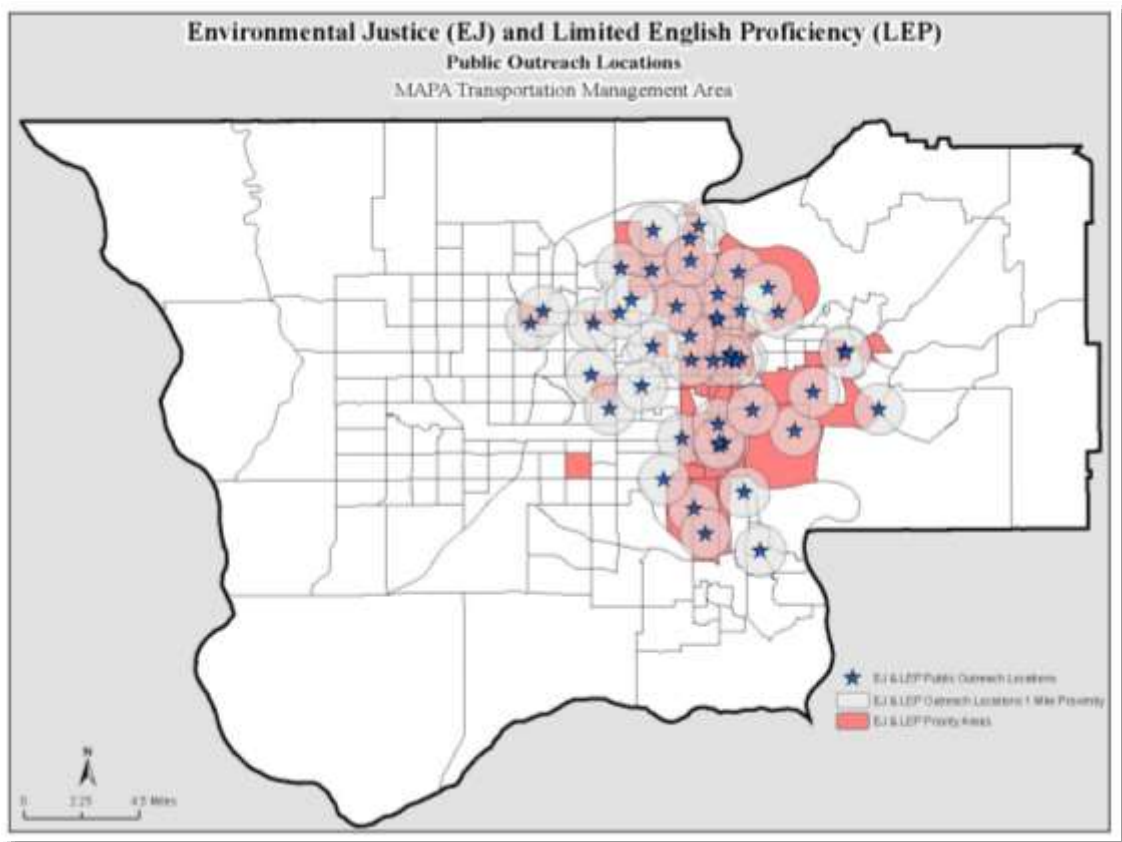 Environmental Justice (EJ) and Limited English Proficiency (LEP)
Public Outreach Locations
MAPA Transportation Management Area
EJ & LEP Public Outreach Locations
EJ & LEP Outreach Locations 1 Mile Proximity
EJ & LEP Priority Areas
N
0 2.25 4.5 Miles